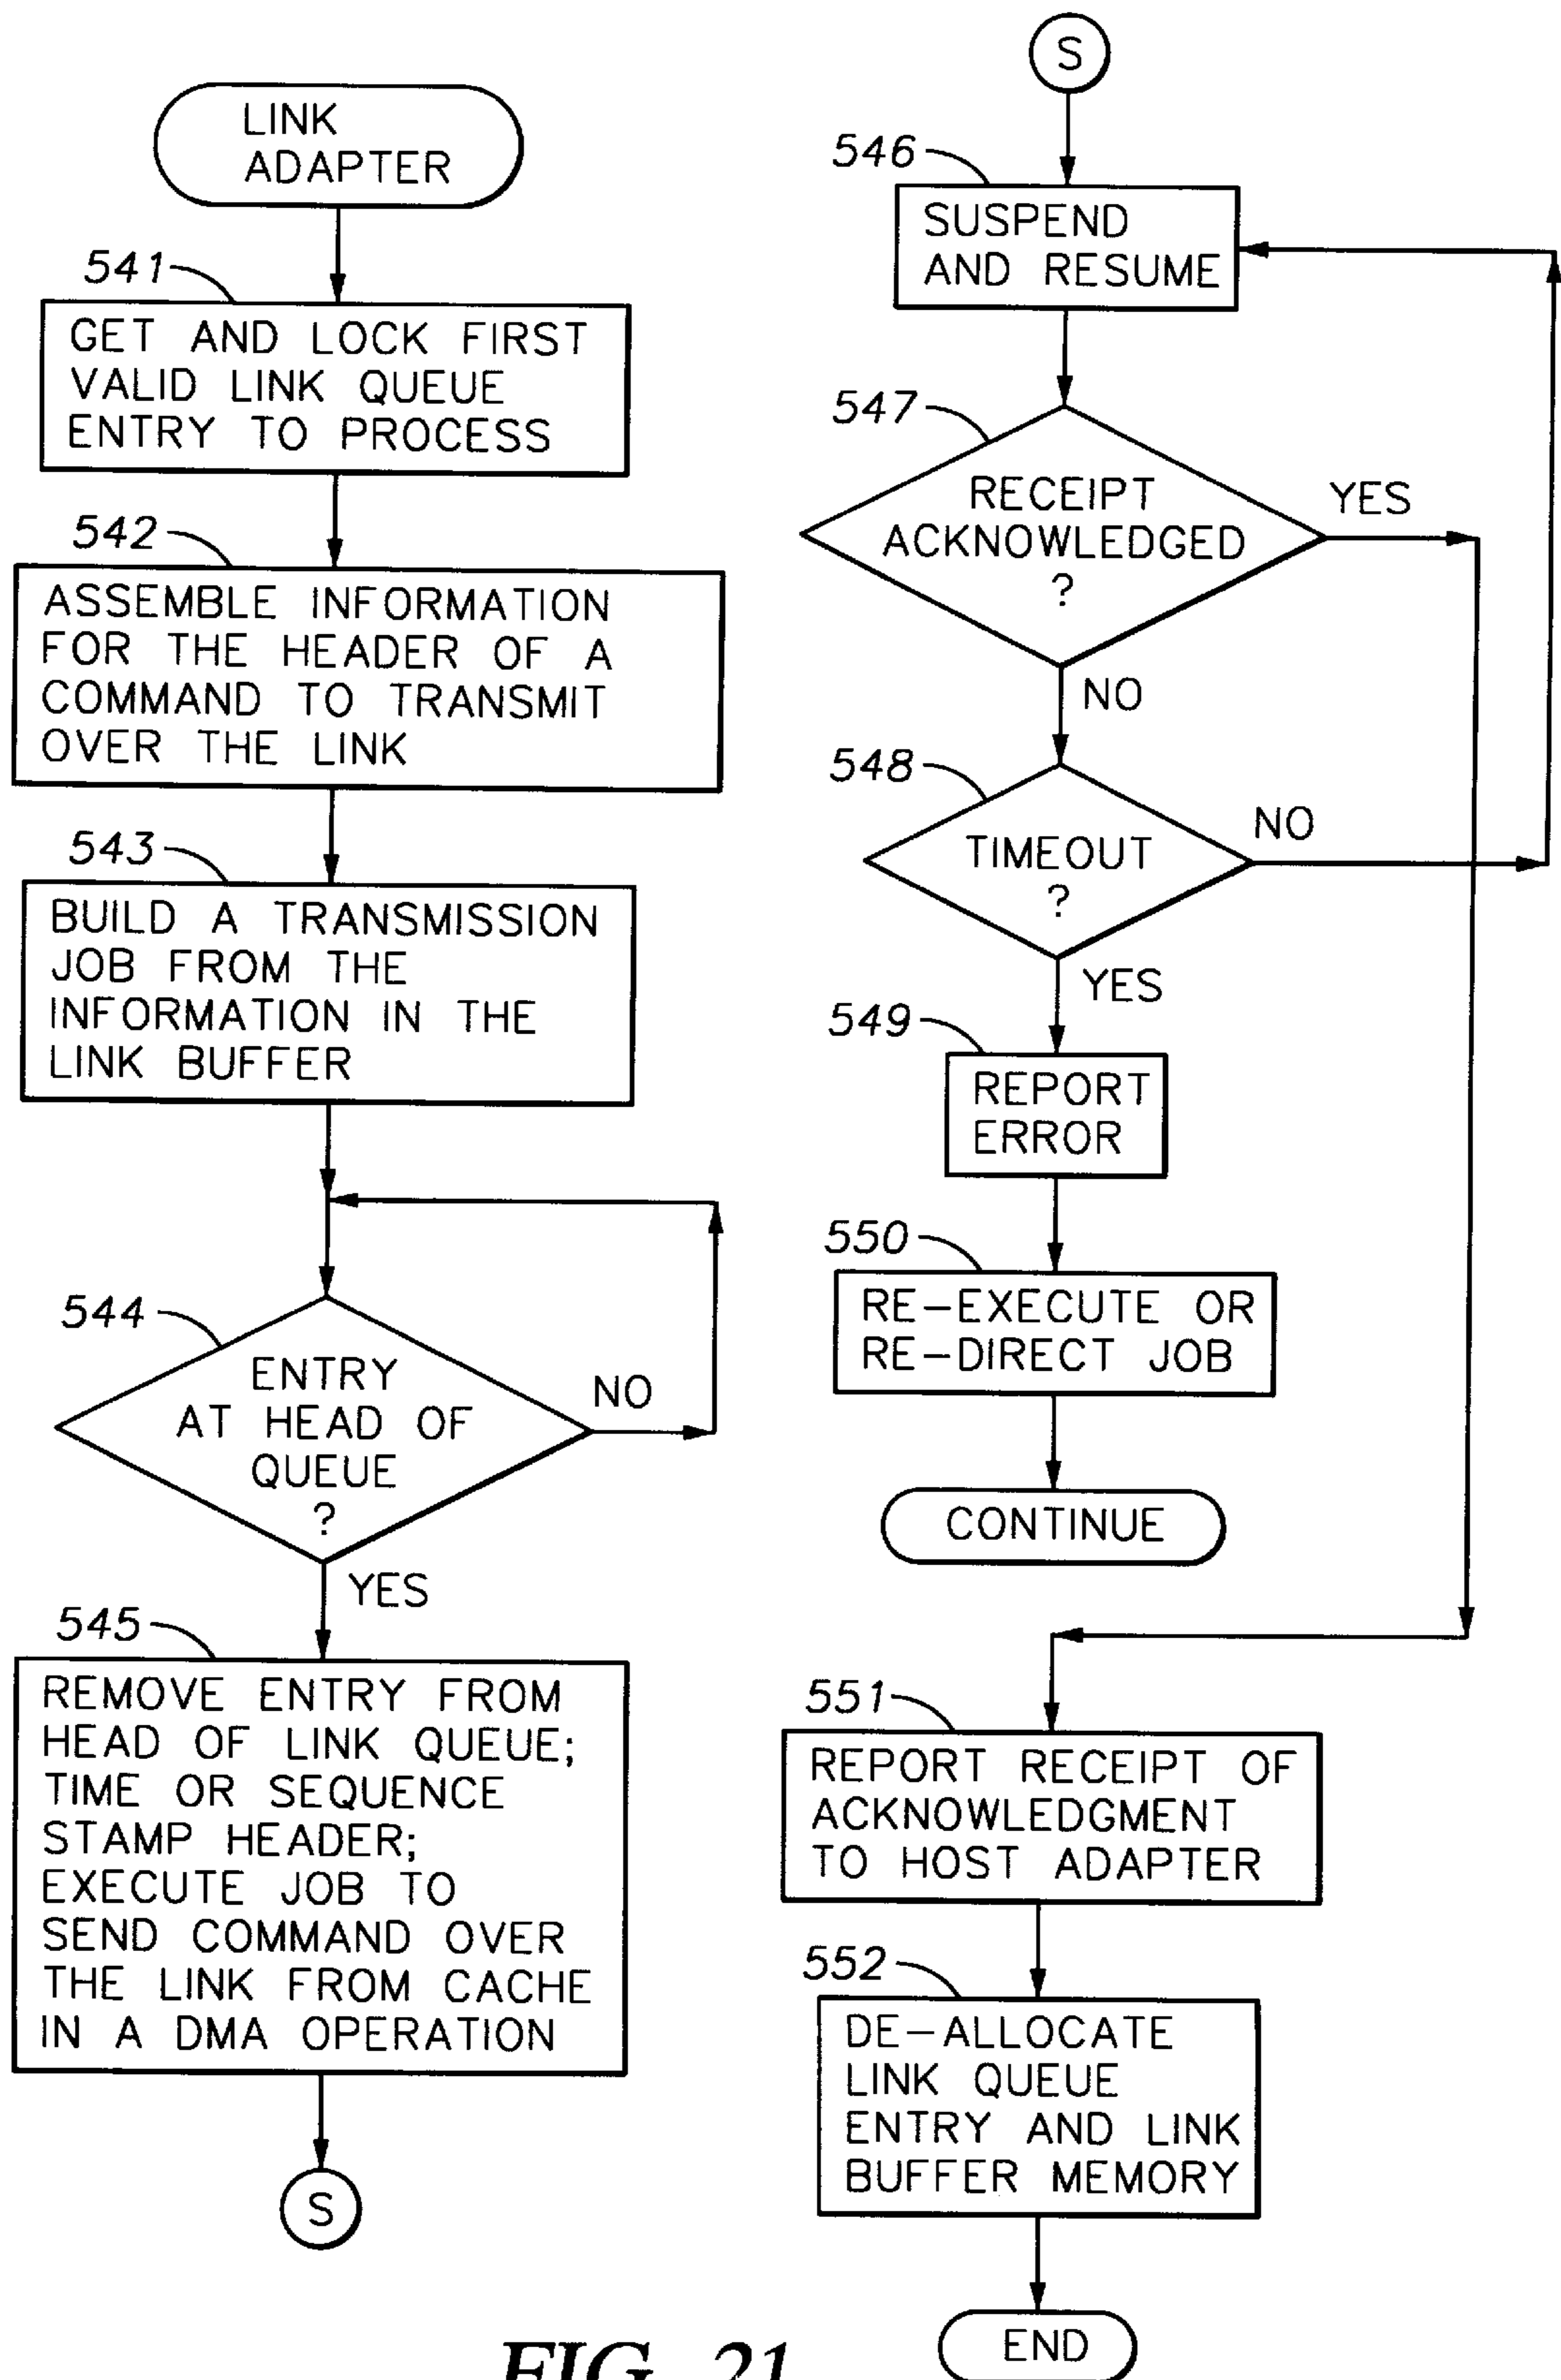 LINK
ADAPTER
541
GET AND LOCK FIRST
VALID LINK QUEUE
ENTRY TO PROCESS
542
ASSEMBLE INFORMATION
FOR THE HEADER OF A
COMMAND TO TRANSMIT
OVER THE LINK
543
BUILD A TRANSMISSION
JOB FROM THE
INFORMATION IN THE
LINK BUFFER
544
ENTRY
AT HEAD OF
QUEUE
?
NO
YES
545
REMOVE ENTRY FROM
HEAD OF LINK QUEUE;
TIME OR SEQUENCE
STAMP HEADER;
EXECUTE JOB TO
SEND COMMAND OVER
THE LINK FROM CACHE
IN A DMA OPERATION
S
S
546
SUSPEND
AND RESUME
547
RECEIPT
ACKNOWLEDGED
?
YES
NO
548
TIMEOUT
?
NO
YES
549
REPORT
ERROR
550
RE-EXECUTE OR
RE-DIRECT JOB
CONTINUE
551
REPORT RECEIPT OF
ACKNOWLEDGMENT
TO HOST ADAPTER
552
DE-ALLOCATE
LINK QUEUE
ENTRY AND LINK
BUFFER MEMORY
END
FIG. 21